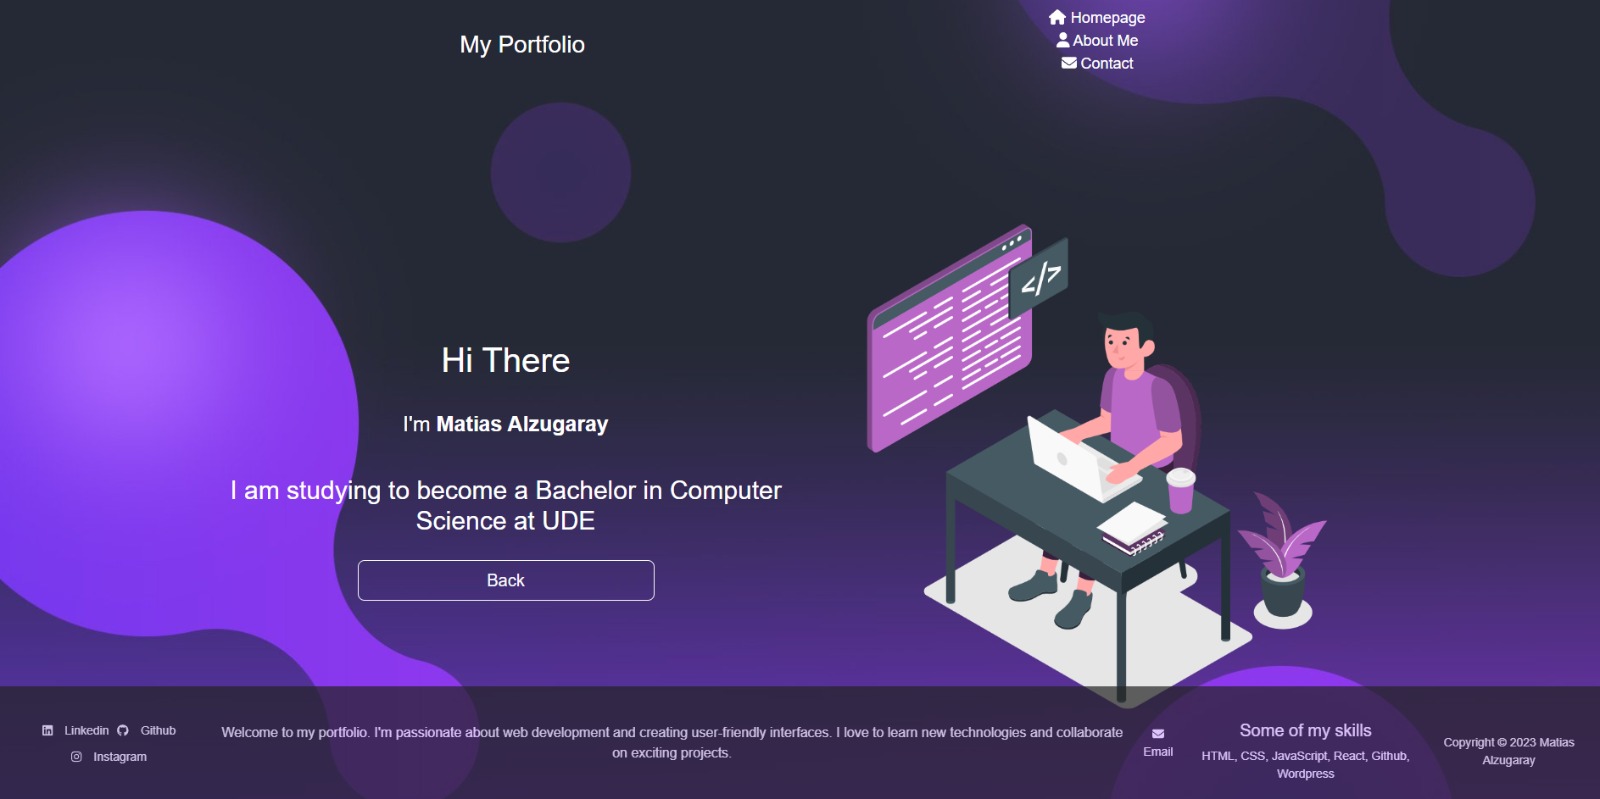 My Portfolio
Homepage
About Me
Contact
</>
Hi There
I'm Matias Alzugaray
I am studying to become a Bachelor in Computer
Science at UDE
Back
Linkedin Github
Instagram
Welcome to my portfolio. I'm passionate about web development and creating user-friendly interfaces. I love to learn new technologies and collaborate
on exciting projects.
Email
Some of my skills
HTML, CSS, JavaScript, React, Github,
Wordpress
Copyright © 2023 Matias
Alzugaray